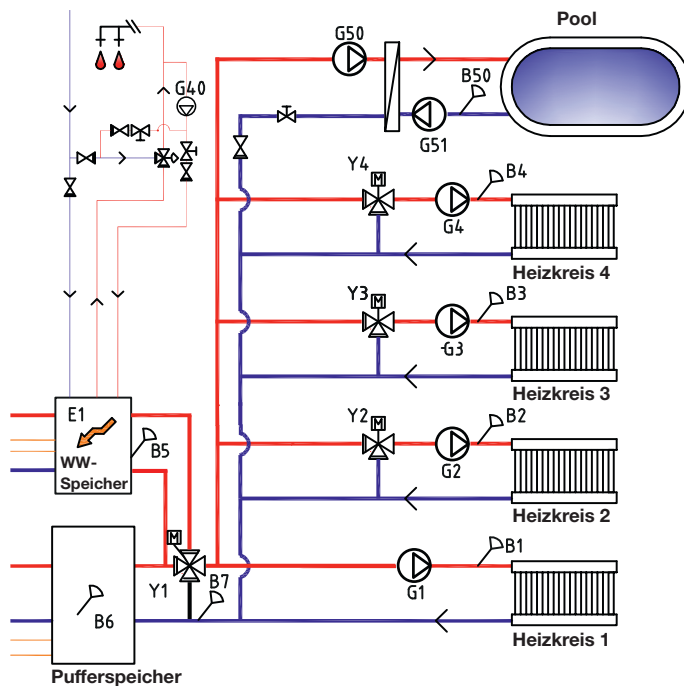 Pool
G50
G40
B50
G51
Y4
M
B4
G4
Heizkreis 4
Y3
M
B3
G3
Heizkreis 3
Y2
M
B2
G2
Heizkreis 2
E1
WW-
Speicher
B5
M
Y1
B7
B1
G1
Heizkreis 1
B6
Pufferspeicher